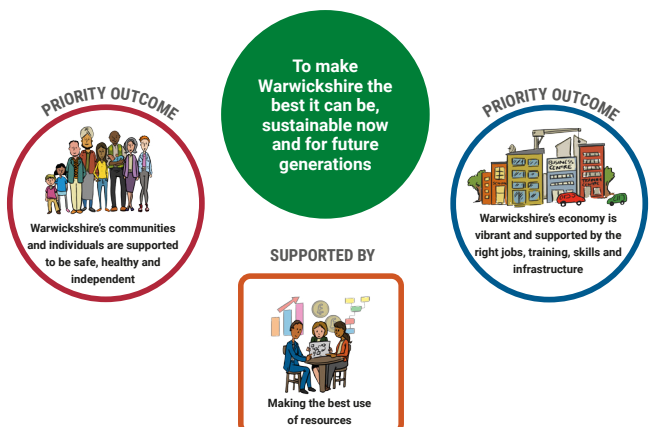 To make
Warwickshire the
best it can be,
sustainable now
and for future
generations
PRIORITY OUTCOME
Warwickshire's communities
and individuals are supported
to be safe, healthy and
independent
PRIORITY OUTCOME
BUSINESS
CENTRE
Warwickshire's economy is
vibrant and supported by the
right jobs, training, skills and
infrastructure
SUPPORTED BY
£
Making the best use
of resources